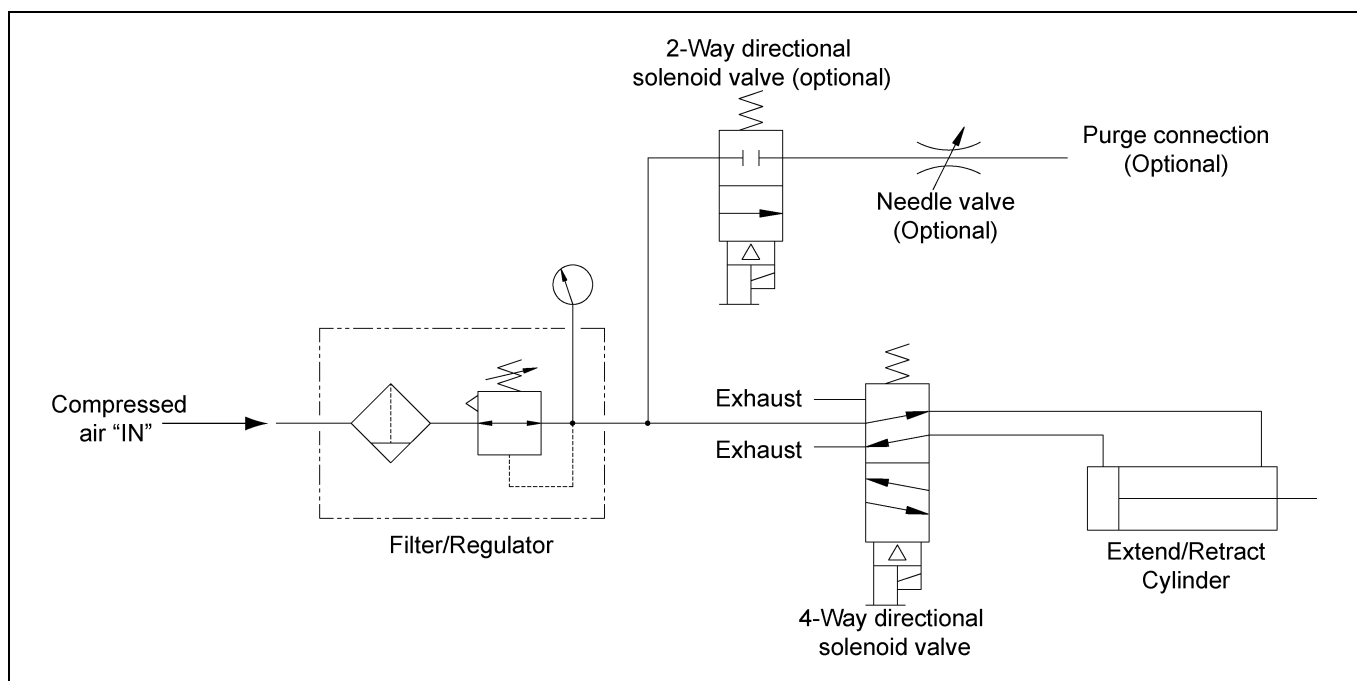 2-Way directional
solenoid valve (optional)
Purge connection
(Optional)
Needle valve
(Optional)
Compressed
air “IN”
Exhaust
Exhaust
Filter/Regulator
Extend/Retract
Cylinder
4-Way directional
solenoid valve